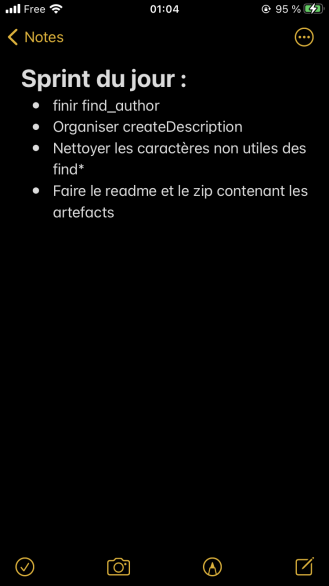 Free 01:04 95 %
Notes
Sprint du jour :
• finir find_author
• Organiser createDescription
• Nettoyer les caractères non utiles des
find*
• Faire le readme et le zip contenant les
artefacts